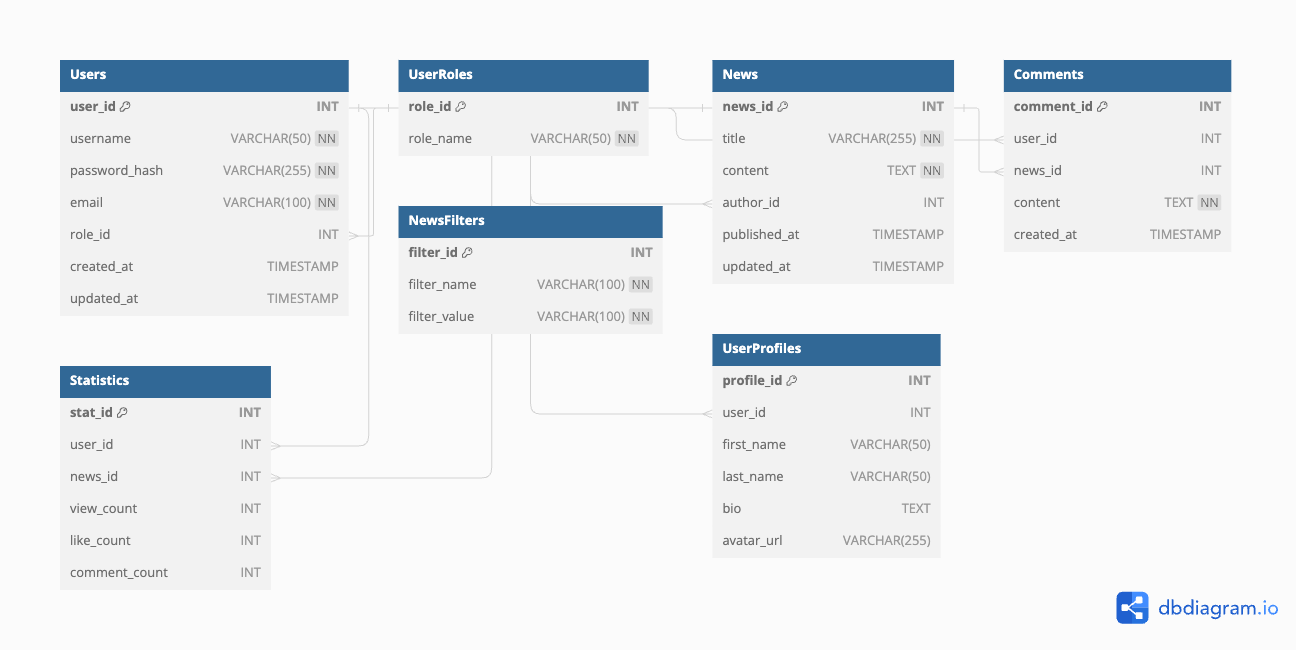 Users
user_id INT
username VARCHAR(50) NN
password_hash VARCHAR(255) NN
email VARCHAR(100) NN
role_id INT
created_at TIMESTAMP
updated_at TIMESTAMP
UserRoles
role_id INT
role_name VARCHAR(50) NN
News
news_id INT
title VARCHAR(255) NN
content TEXT NN
author_id INT
published_at TIMESTAMP
updated_at TIMESTAMP
Comments
comment_id INT
user_id INT
news_id INT
content TEXT NN
created_at TIMESTAMP
NewsFilters
filter_id INT
filter_name VARCHAR(100) NN
filter_value VARCHAR(100) NN
Statistics
stat_id INT
user_id INT
news_id INT
view_count INT
like_count INT
comment_count INT
UserProfiles
profile_id INT
user_id INT
first_name VARCHAR(50)
last_name VARCHAR(50)
bio TEXT
avatar_url VARCHAR(255)
dbdiagram.io